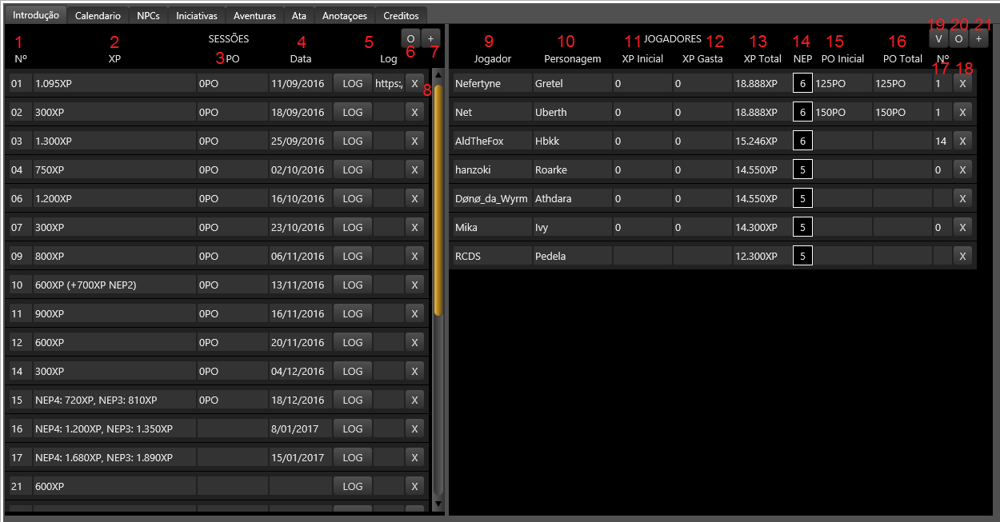 Introdução Calendario NPCs Iniciativas Aventuras Ata Anotaçoes Creditos
1 2 SESSÕES 4 5 O +
3 6 7
Nº XP PO Data Log
01 1.095XP 0PO 11/09/2016 LOG https:/ X
8
02 300XP 0PO 18/09/2016 LOG X
03 1.300XP 0PO 25/09/2016 LOG X
04 750XP 0PO 02/10/2016 LOG X
06 1.200XP 0PO 16/10/2016 LOG X
07 300XP 0PO 23/10/2016 LOG X
09 800XP 0PO 06/11/2016 LOG X
10 600XP (+700XP NEP2) 0PO 13/11/2016 LOG X
11 900XP 0PO 16/11/2016 LOG X
12 600XP 0PO 20/11/2016 LOG X
14 300XP 0PO 04/12/2016 LOG X
15 NEP4: 720XP, NEP3: 810XP 0PO 18/12/2016 LOG X
16 NEP4: 1.200XP, NEP3: 1.350XP 8/01/2017 LOG X
17 NEP4: 1.680XP, NEP3: 1.890XP 15/01/2017 LOG X
21 600XP LOG X
19 20 21
9 10 11 JOGADORES 12 13 14 15 16 V O +
Jogador Personagem XP Inicial XP Gasta XP Total NEP PO Inicial PO Total Nº
17 18
Nefertyne Gretel 0 0 18.888XP 6 125PO 125PO 1 X
Net Uberth 0 0 18.888XP 6 150PO 150PO 1 X
AldTheFox Hbkk 0 0 15.246XP 6 14 X
hanzoki Roarke 0 0 14.550XP 5 0 X
Dønø_da_Wyrm Athdara 0 0 14.550XP 5 X
Mika Ivy 0 0 14.300XP 5 0 X
RCDS Pedela 12.300XP 5 X